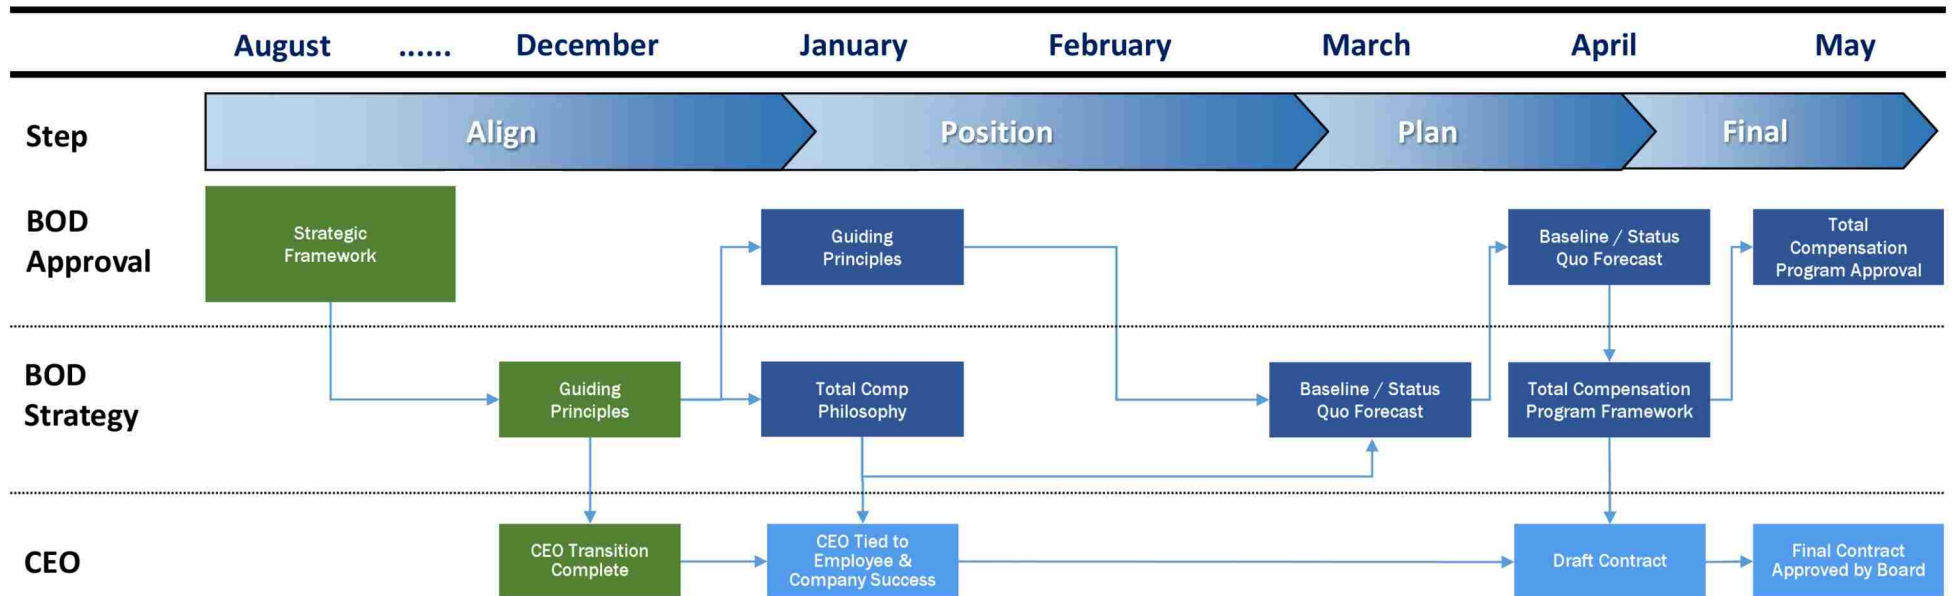 August ...... December January February March April May
Step
Align Position Plan Final
BOD
Approval
Strategic
Framework
Guiding
Principles
Baseline / Status
Quo Forecast
Total
Compensation
Program Approval
BOD
Strategy
Guiding
Principles
Total Comp
Philosophy
Baseline / Status
Quo Forecast
Total Compensation
Program Framework
CEO
CEO Transition
Complete
CEO Tied to
Employee &
Company Success
Draft Contract
Final Contract
Approved by Board